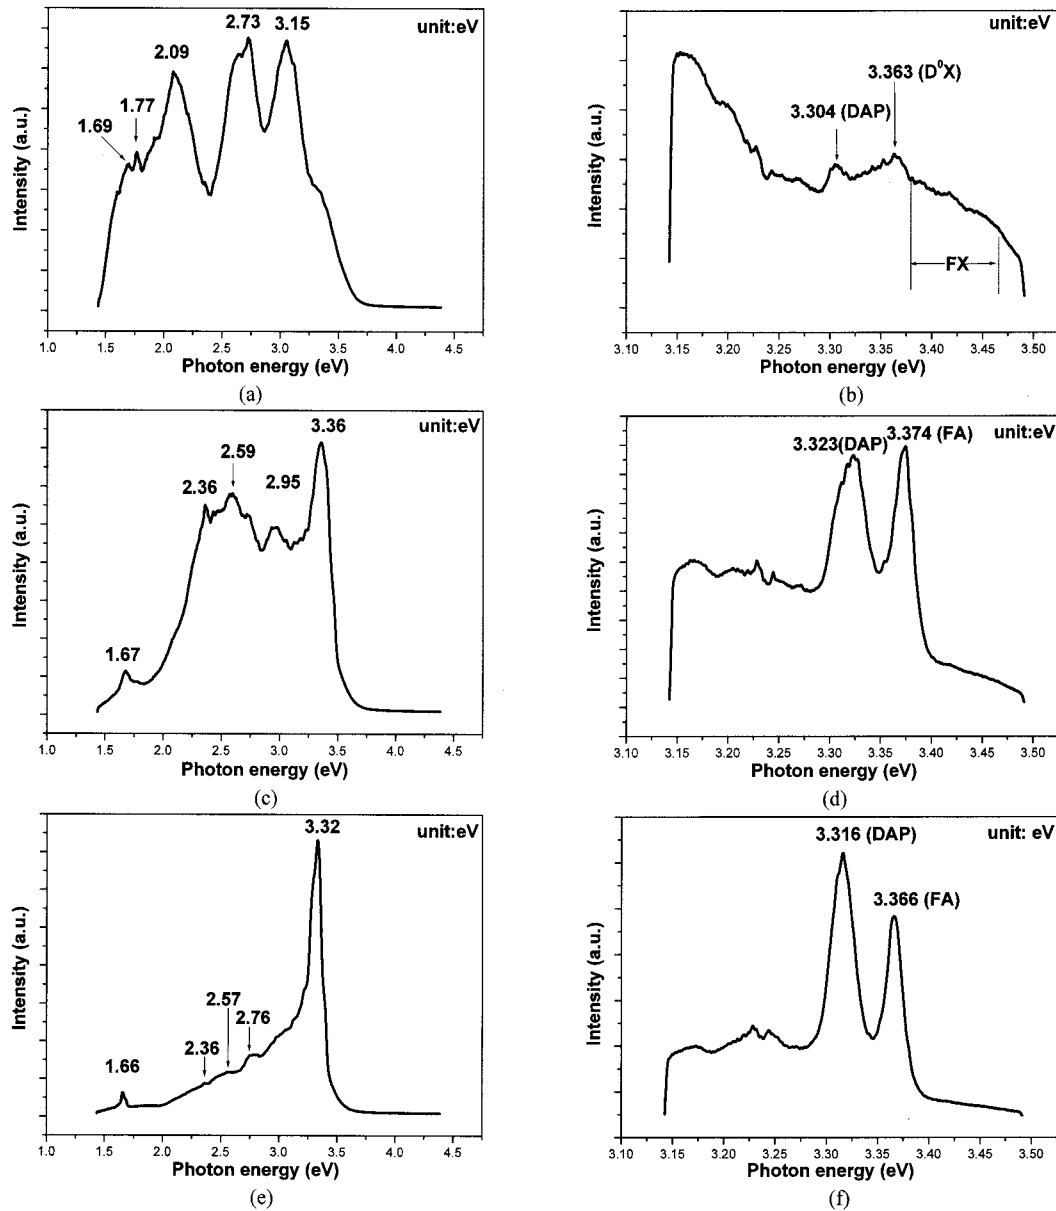 unit:eV
2.73
3.15
2.09
1.77
1.69
Intensity (a.u.)
1.0 1.5 2.0 2.5 3.0 3.5 4.0 4.5
Photon energy (eV)
(a)
unit:eV
3.363 (D⁰X)
3.304 (DAP)
FX
Intensity (a.u.)
3.10 3.15 3.20 3.25 3.30 3.35 3.40 3.45 3.50
Photon energy (eV)
(b)
3.36
unit:eV
2.59
2.36
2.95
1.67
Intensity (a.u.)
1.0 1.5 2.0 2.5 3.0 3.5 4.0 4.5
Photon energy (eV)
(c)
3.374 (FA)
unit:eV
3.323(DAP)
Intensity (a.u.)
3.10 3.15 3.20 3.25 3.30 3.35 3.40 3.45 3.50
Photon energy (eV)
(d)
3.32
unit:eV
2.57
2.76
2.36
1.66
Intensity (a.u.)
1.0 1.5 2.0 2.5 3.0 3.5 4.0 4.5
Photon energy (eV)
(e)
3.316 (DAP)
unit: eV
3.366 (FA)
Intensity (a.u.)
3.10 3.15 3.20 3.25 3.30 3.35 3.40 3.45 3.50
Photon energy (eV)
(f)